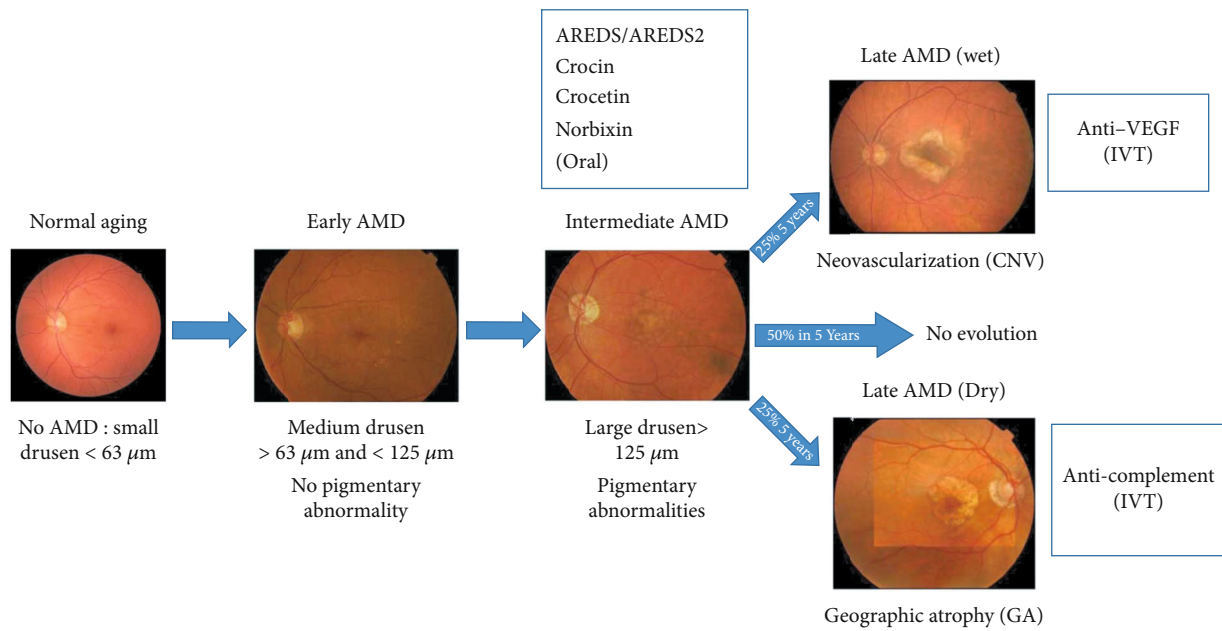 AREDS/AREDS2
Crocin
Crocetin
Norbixin
(Oral)
Late AMD (wet)
Anti–VEGF
(IVT)
Normal aging
Early AMD
Intermediate AMD
25% 5 years
Neovascularization (CNV)
50% in 5 Years
No evolution
25% 5 years
Late AMD (Dry)
No AMD : small
drusen < 63 μm
Medium drusen
> 63 μm and < 125 μm
No pigmentary
abnormality
Large drusen>
125 μm
Pigmentary
abnormalities
Anti-complement
(IVT)
Geographic atrophy (GA)